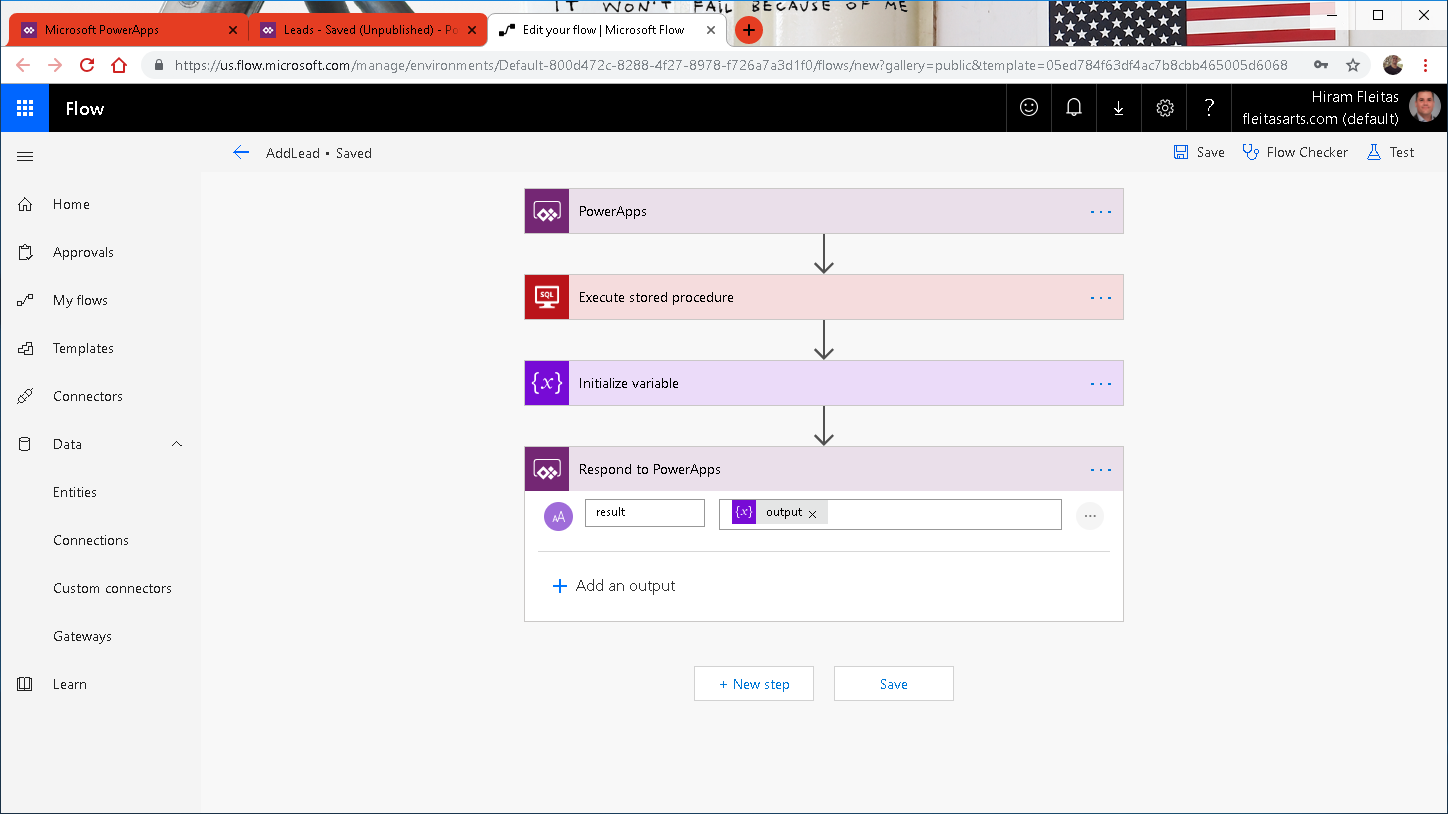 IT WON'T FAIL BECAUSE OF ME
Microsoft PowerApps
Leads - Saved (Unpublished) - Po
Edit your flow | Microsoft Flow
https://us.flow.microsoft.com/manage/environments/Default-800d472c-8288-4f27-8978-f726a7a3d1f0/flows/new?gallery=public&template=05ed784f63df4ac7b8cbb465005d6068
Flow
?
Hiram Fleitas
fleitasarts.com (default)
AddLead • Saved
Save
Flow Checker
Test
Home
Approvals
My flows
Templates
Connectors
Data
Entities
Connections
Custom connectors
Gateways
Learn
PowerApps
SQL
Execute stored procedure
{x}
Initialize variable
Respond to PowerApps
AA
result
{x}
output
Add an output
+ New step
Save